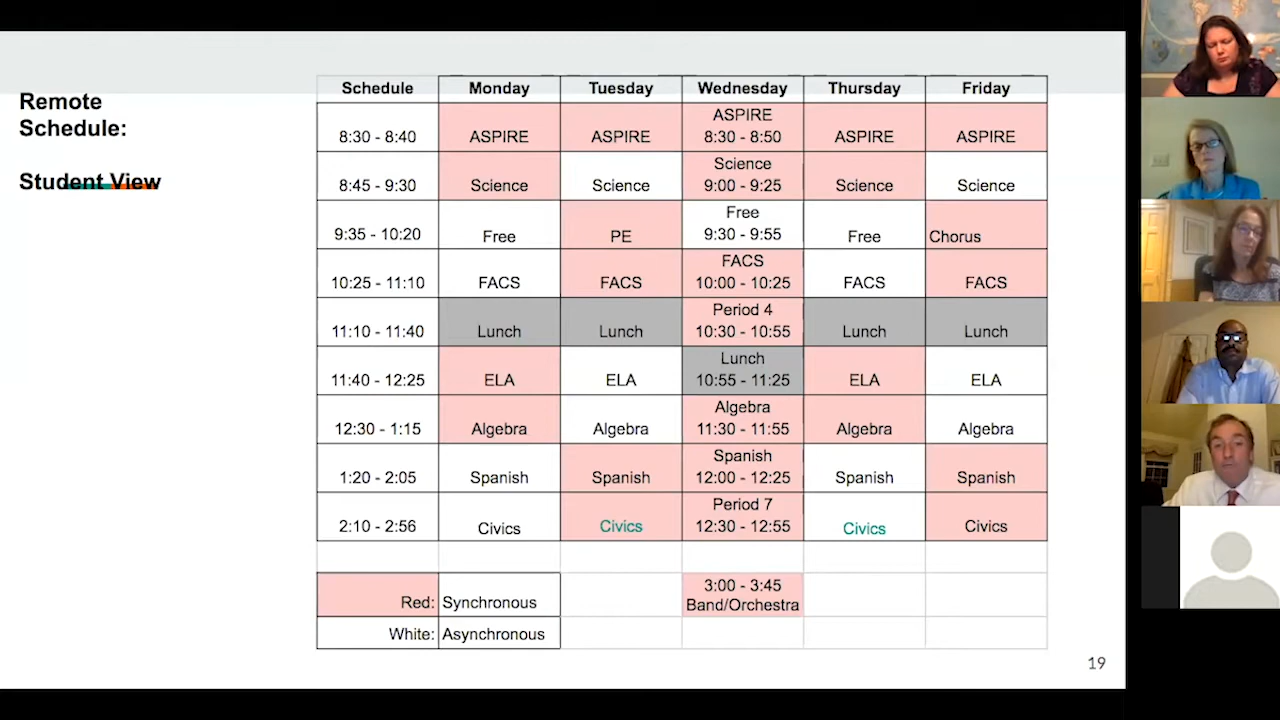 Remote
Schedule:
Student View
Schedule Monday Tuesday Wednesday Thursday Friday
8:30 - 8:40 ASPIRE ASPIRE ASPIRE 8:30 - 8:50 ASPIRE ASPIRE
8:45 - 9:30 Science Science Science 9:00 - 9:25 Science Science
9:35 - 10:20 Free PE Free 9:30 - 9:55 Free Chorus
10:25 - 11:10 FACS FACS FACS 10:00 - 10:25 FACS FACS
11:10 - 11:40 Lunch Lunch Period 4 10:30 - 10:55 Lunch Lunch
11:40 - 12:25 ELA ELA Lunch 10:55 - 11:25 ELA ELA
12:30 - 1:15 Algebra Algebra Algebra 11:30 - 11:55 Algebra Algebra
1:20 - 2:05 Spanish Spanish Spanish 12:00 - 12:25 Spanish Spanish
2:10 - 2:56 Civics Civics Period 7 12:30 - 12:55 Civics Civics
Red: Synchronous 3:00 - 3:45 Band/Orchestra
White: Asynchronous
19